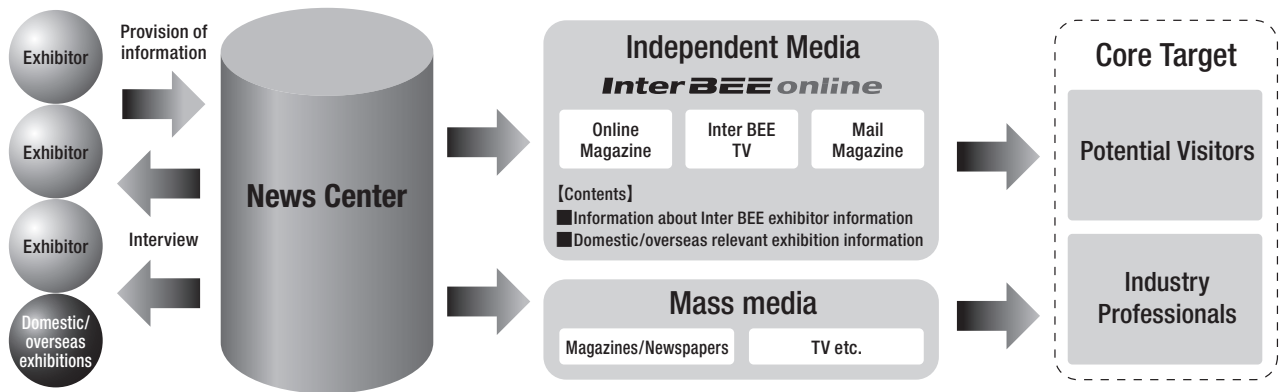 Exhibitor
Exhibitor
Exhibitor
Domestic/
overseas
exhibitions
Provision of
information
Interview
News Center
Independent Media
InterBEE online
Online
Magazine
Inter BEE
TV
Mail
Magazine
【Contents】
■Information about Inter BEE exhibitor information
■Domestic/overseas relevant exhibition information
Mass media
Magazines/Newspapers
TV etc.
Core Target
Potential Visitors
Industry
Professionals